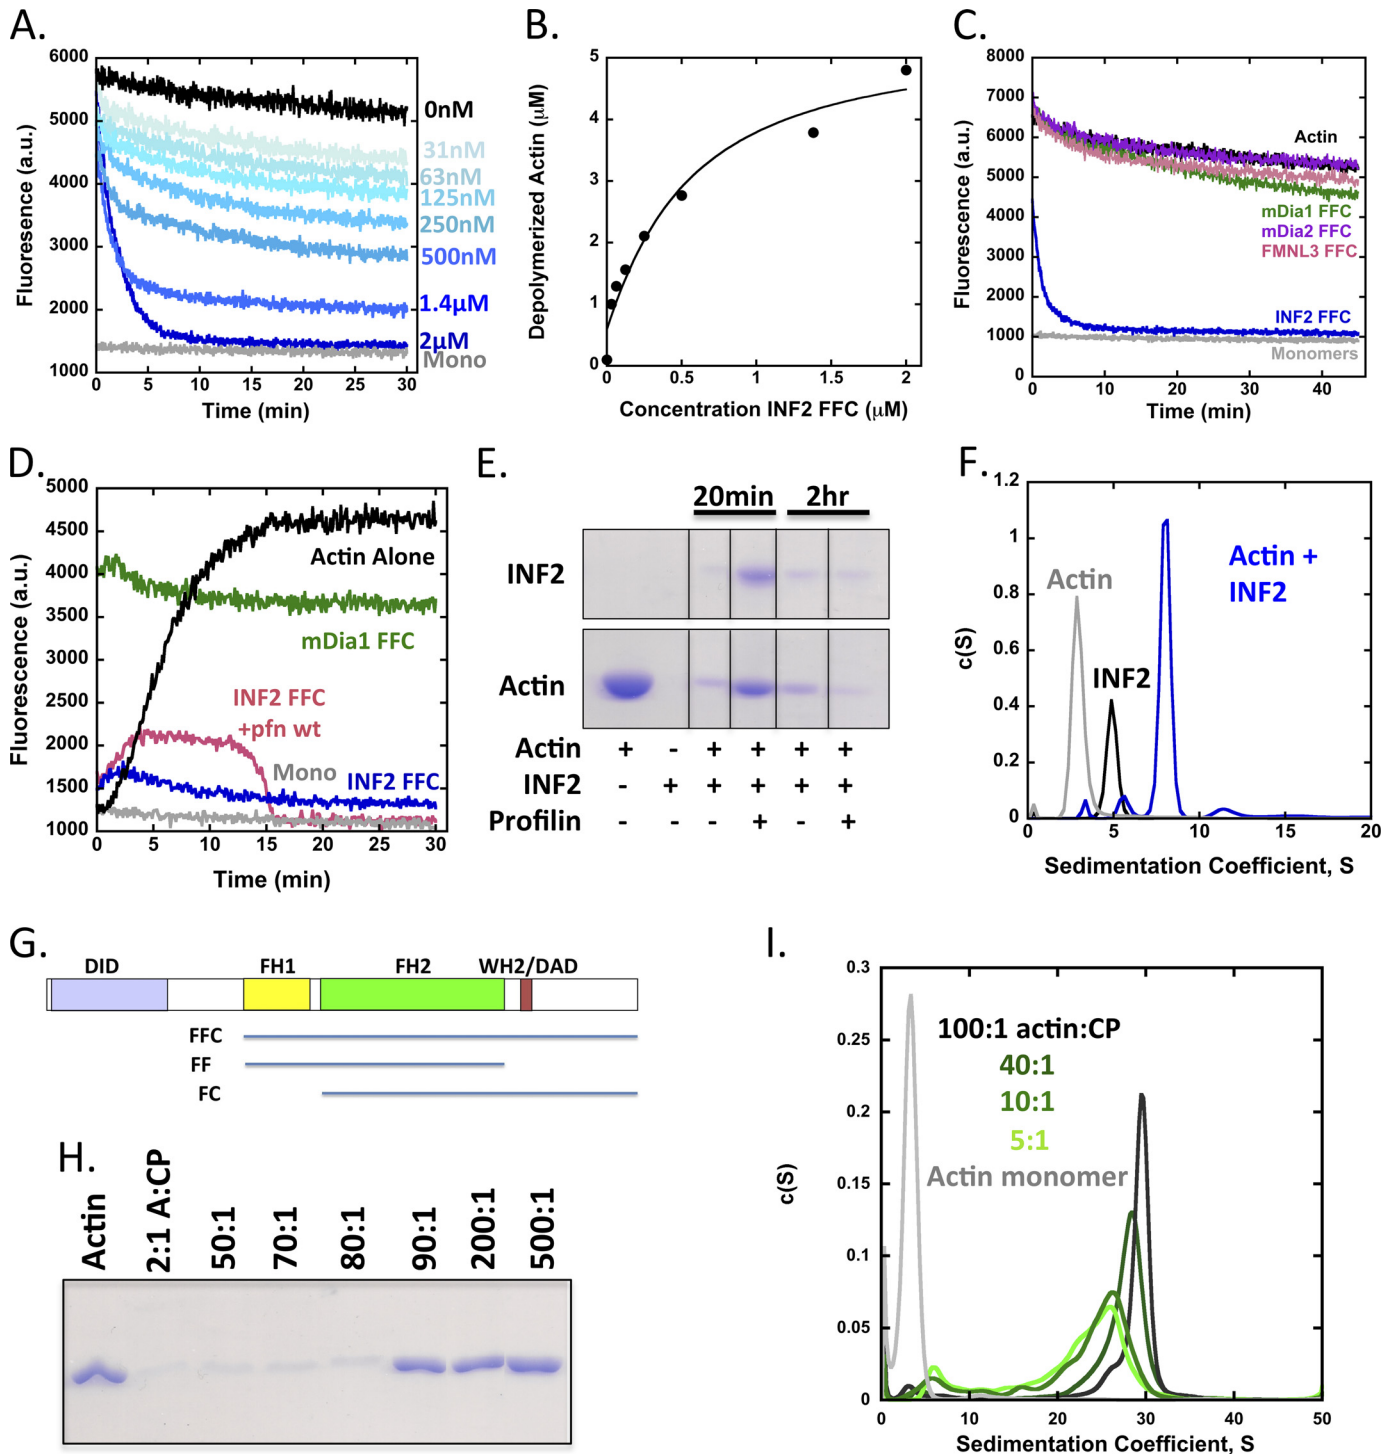 A.
6000
5000
4000
3000
2000
1000
Fluoresence (a.u.)
0 5 10 15 20 25 30
Time (min)
0nM
31nM
63nM
125nM
250nM
500nM
1.4µM
2µM
Mono
B.
5
4
3
2
1
0
Depolymerized Actin (µM)
0 0.5 1 1.5 2
Concentration INF2 FFC (µM)
C.
8000
7000
6000
5000
4000
3000
2000
1000
0
Fluorescence (a.u.)
0 10 20 30 40
Time (min)
Actin
mDia1 FFC
mDia2 FFC
FMNL3 FFC
INF2 FFC
Monomers
D.
5000
4500
4000
3500
3000
2500
2000
1500
1000
Fluoresence (a.u.)
0 5 10 15 20 25 30
Time (min)
Actin Alone
mDia1 FFC
INF2 FFC
+pfn wt
Mono
INF2 FFC
E.
20min 2hr
INF2
Actin
Actin + - + + + +
INF2 - + + + + +
Profilin - - - + - +
F.
1.2
1
0.8
0.6
0.4
0.2
0
c(S)
0 5 10 15 20
Sedimentation Coefficient, S
Actin
INF2
Actin +
INF2
G.
DID FH1 FH2 WH2/DAD
FFC
FF
FC
H.
Actin
2:1 A:CP
50:1
70:1
80:1
90:1
200:1
500:1
I.
0.3
0.25
0.2
0.15
0.1
0.05
0
c(S)
0 10 20 30 40 50
Sedimentation Coefficient, S
100:1 actin:CP
40:1
10:1
5:1
Actin monomer